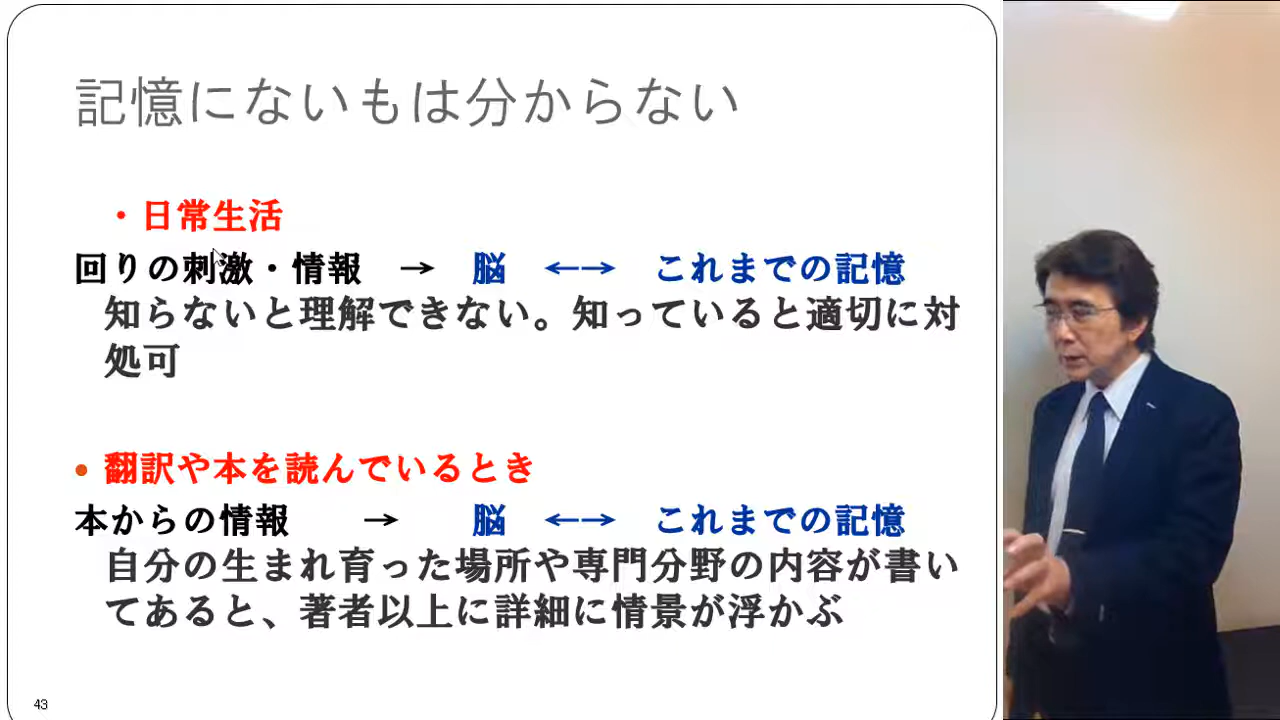 記憶にないもは分からない
・日常生活
回りの刺激・情報　→　脳　←→　これまでの記憶
知らないと理解できない。知っていると適切に対
処可
• 翻訳や本を読んでいるとき
本からの情報　　→　　脳　←→　これまでの記憶
自分の生まれ育った場所や専門分野の内容が書い
てあると、著者以上に詳細に情景が浮かぶ
43